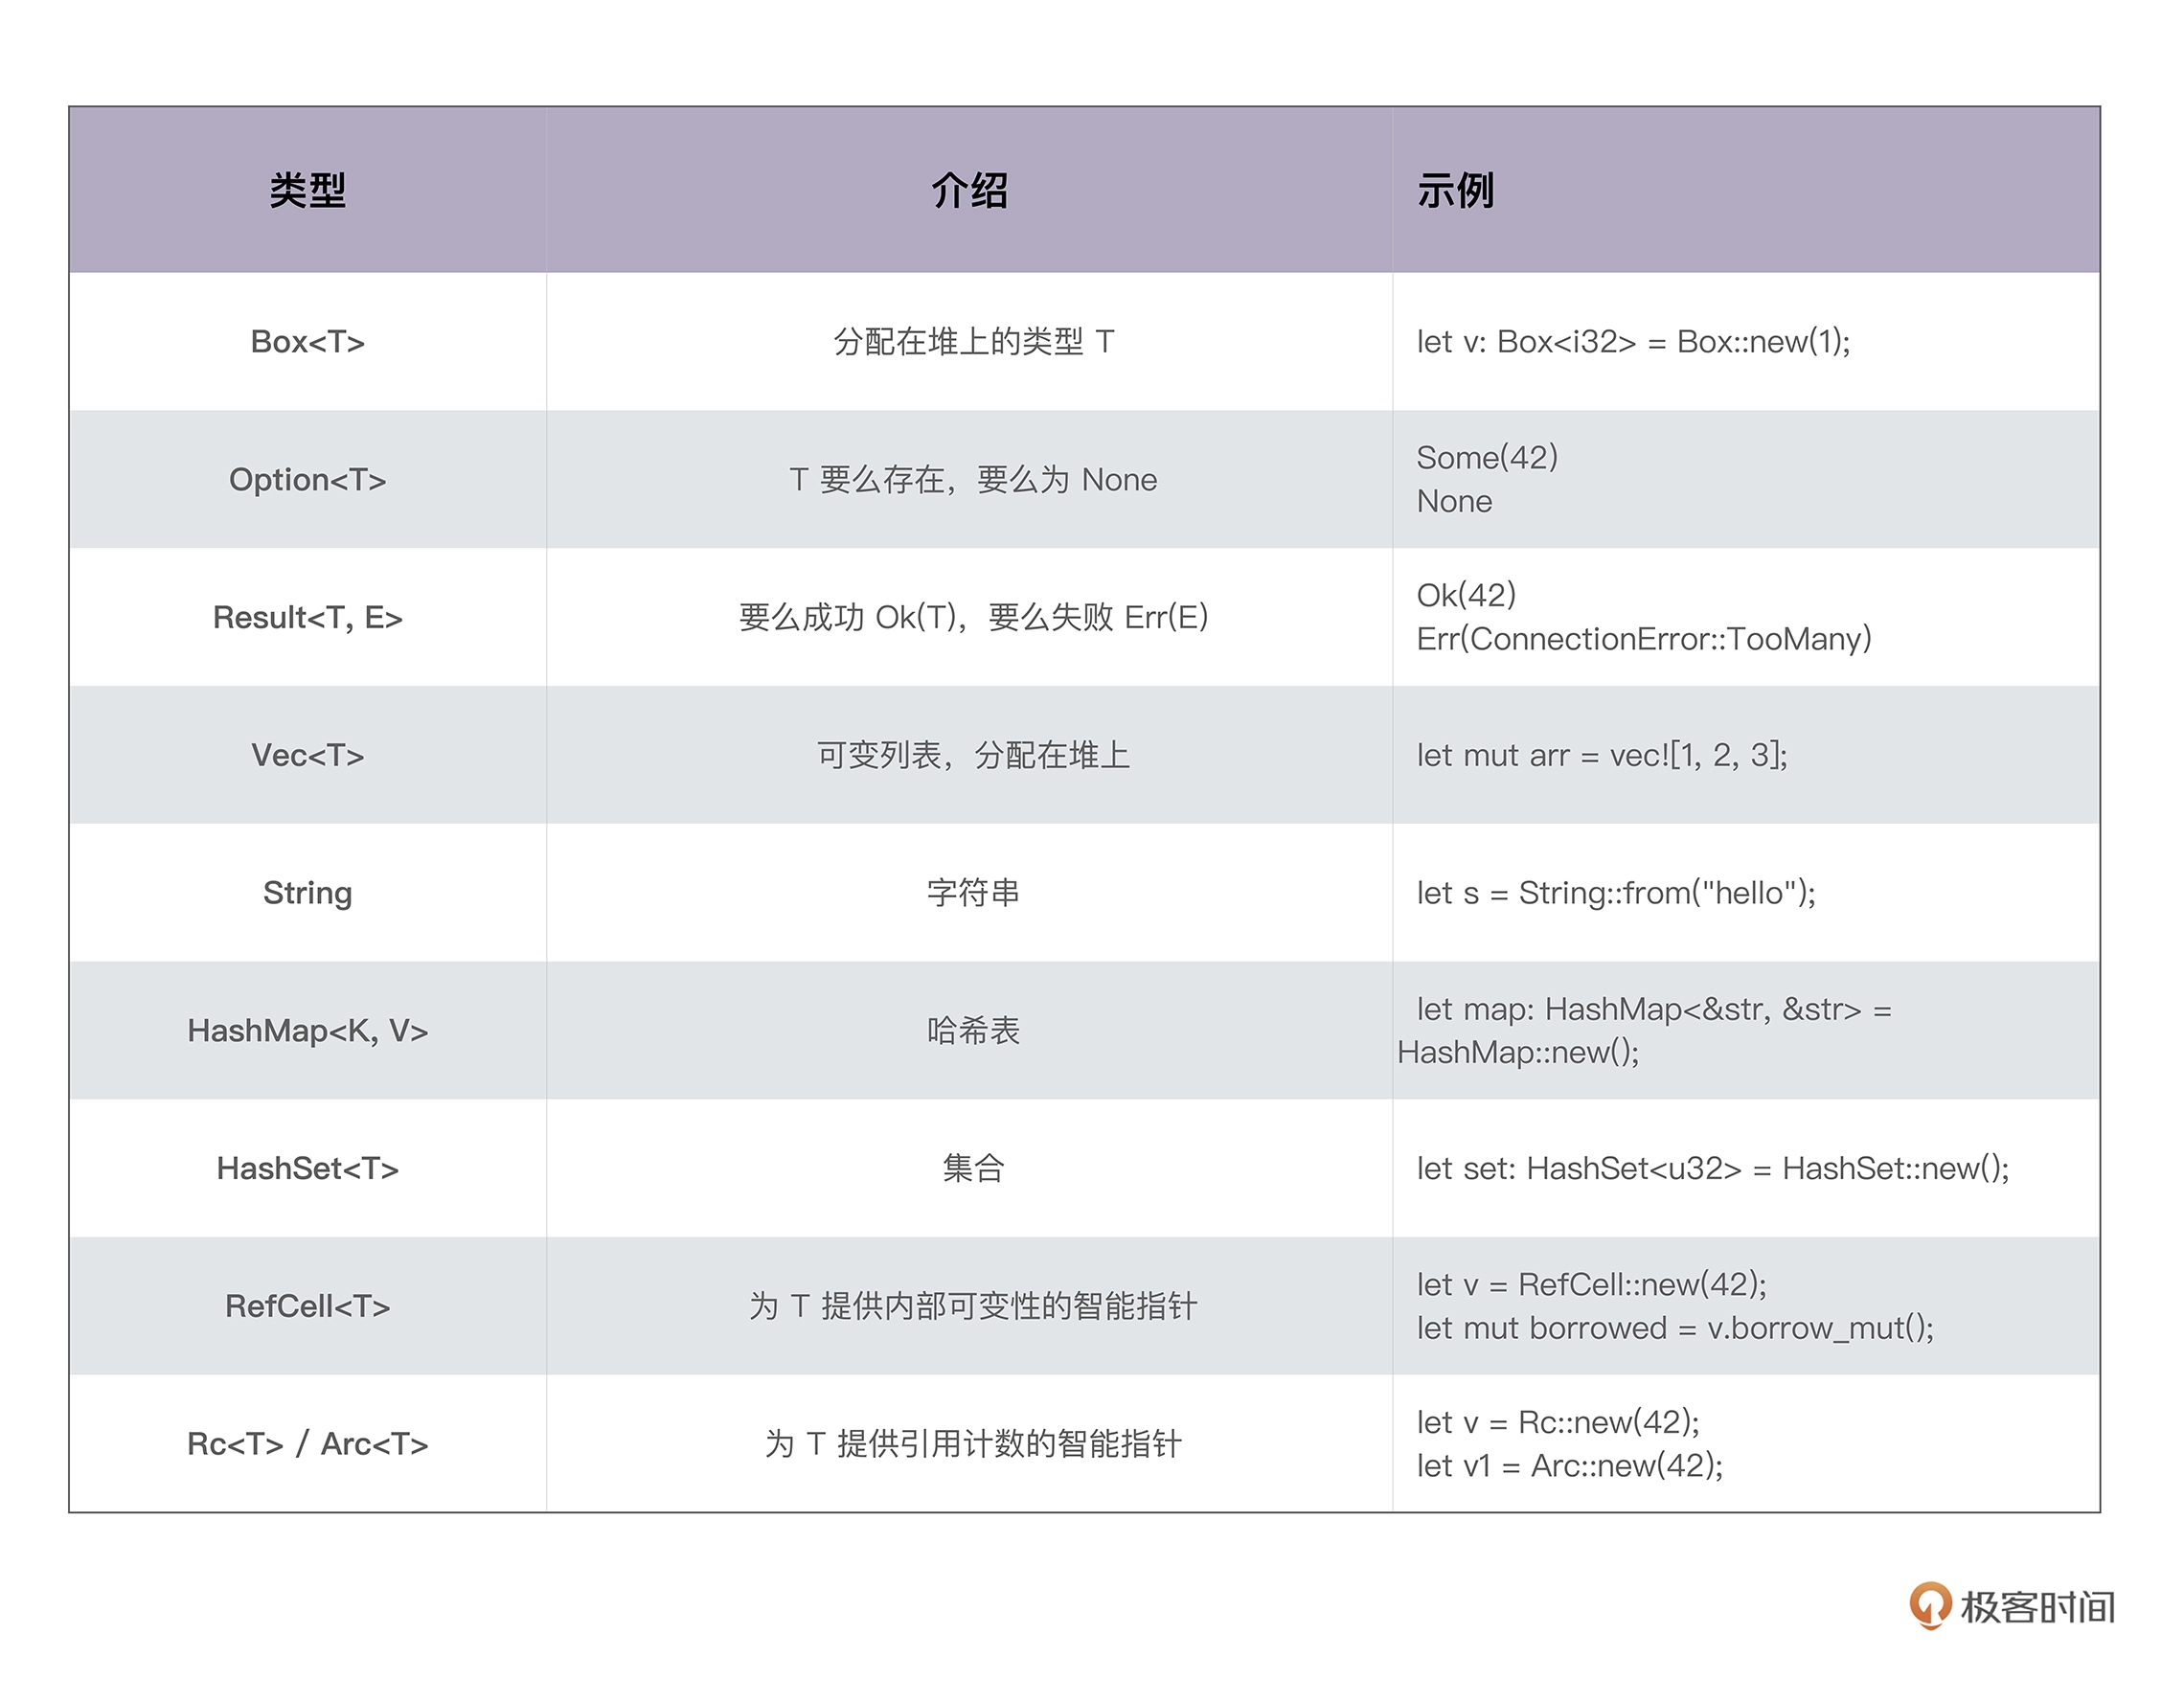 类型 介绍 示例
Box<T> 分配在堆上的类型 T let v: Box<i32> = Box::new(1);
Option<T> T 要么存在，要么为 None Some(42)
None
Result<T, E> 要么成功 Ok(T)，要么失败 Err(E) Ok(42)
Err(ConnectionError::TooMany)
Vec<T> 可变列表，分配在堆上 let mut arr = vec![1, 2, 3];
String 字符串 let s = String::from("hello");
HashMap<K, V> 哈希表 let map: HashMap<&str, &str> =
HashMap::new();
HashSet<T> 集合 let set: HashSet<u32> = HashSet::new();
RefCell<T> 为 T 提供内部可变性的智能指针 let v = RefCell::new(42);
let mut borrowed = v.borrow_mut();
Rc<T> / Arc<T> 为 T 提供引用计数的智能指针 let v = Rc::new(42);
let v1 = Arc::new(42);
极客时间